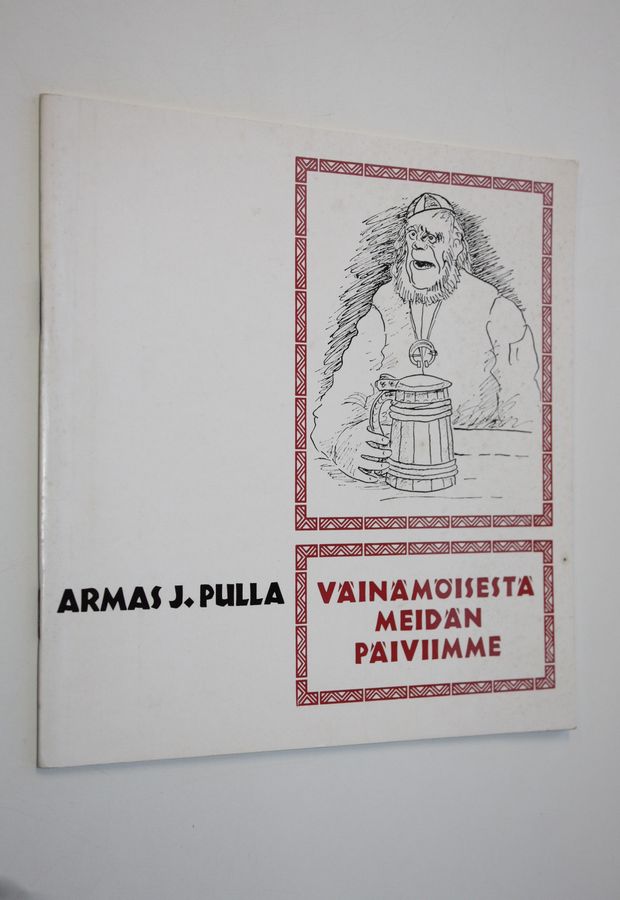 ARMAS J. PULLA
VÄINÄMÖISESTÄ
MEIDÄN
PÄIVIIMME